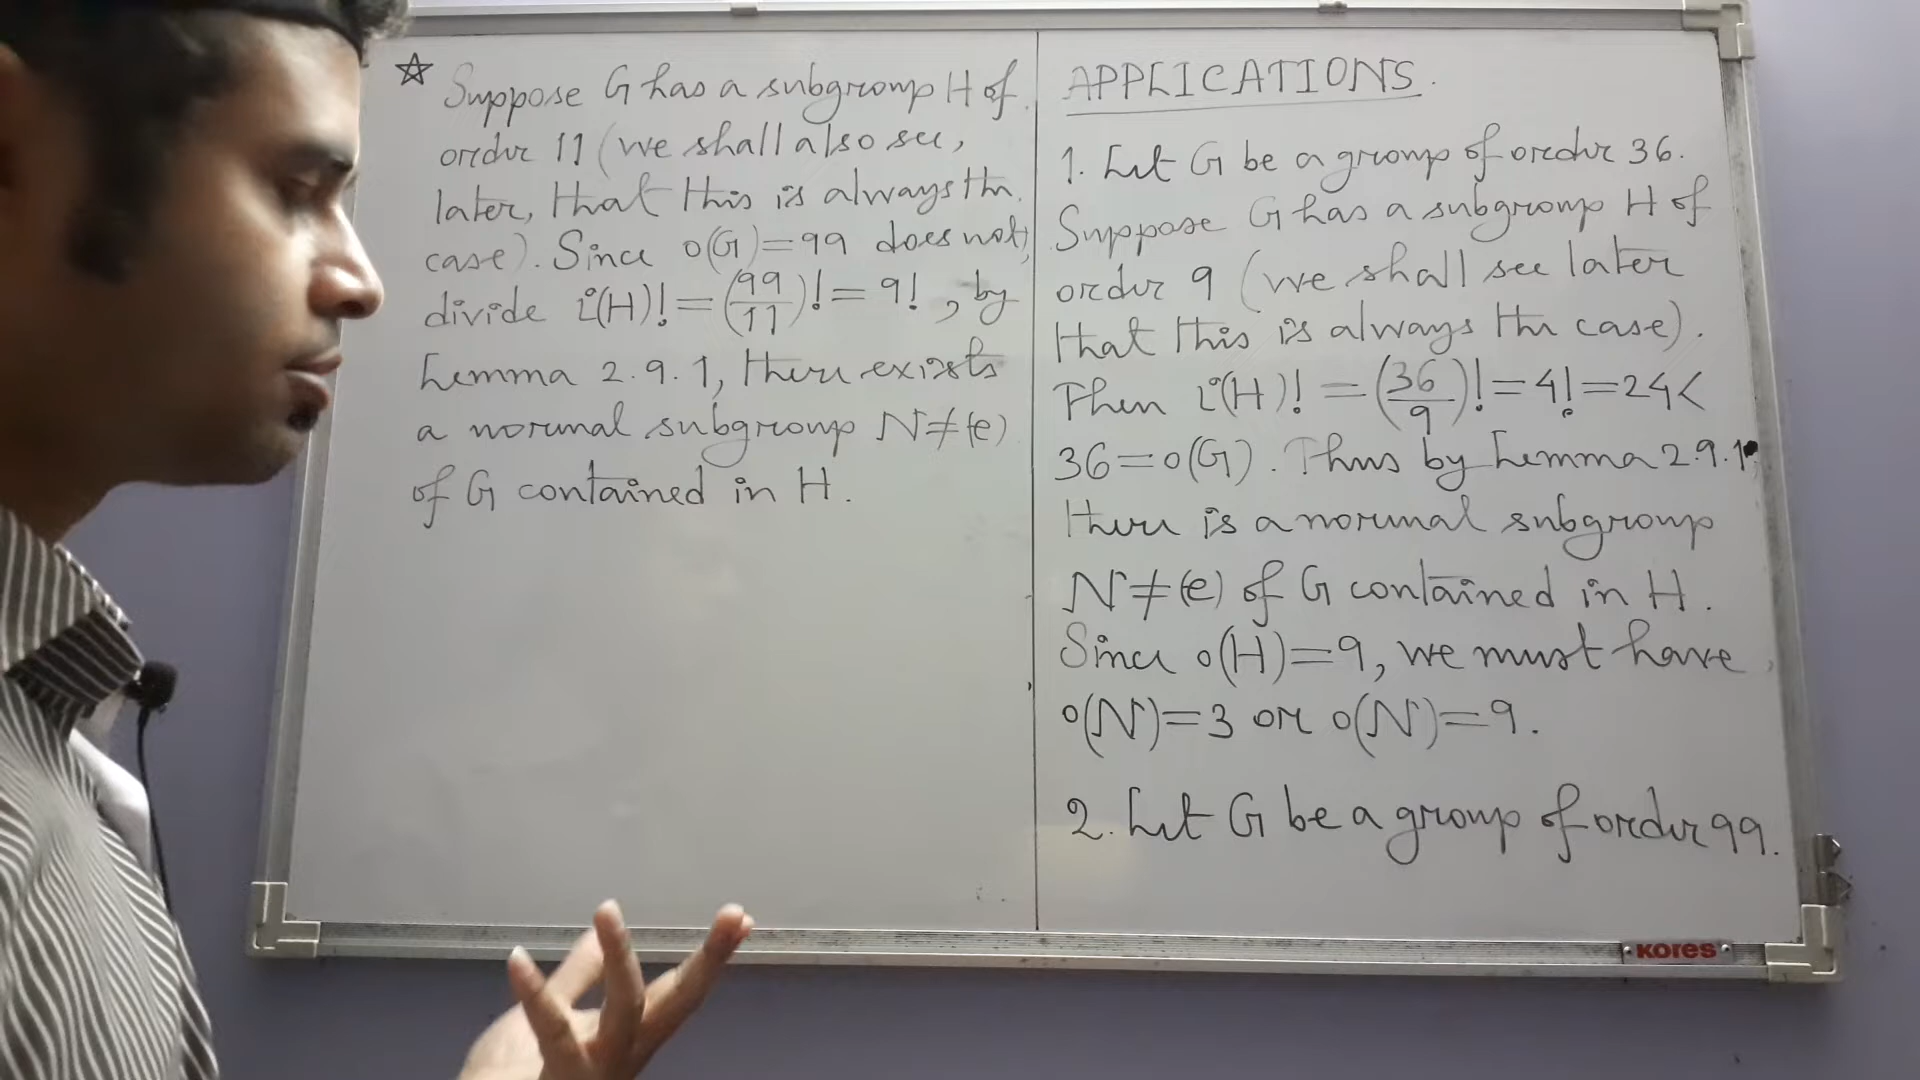 ☆ Suppose G has a subgroup H of
order 11 (we shall also see,
later, that this is always the
case). Since o(G)=99 does not
divide i(H)! = (99/11)! = 9!, by
Lemma 2.9.1, there exists
a normal subgroup N≠(e)
of G contained in H.
APPLICATIONS.
1. Let G be a group of order 36.
Suppose G has a subgroup H of
order 9 (we shall see later
that this is always the case).
Then i(H)! = (36/9)! = 4! = 24 <
36 = o(G). Thus by Lemma 2.9.1
there is a normal subgroup
N≠(e) of G contained in H.
Since o(H)=9, we must have
o(N)=3 or o(N)=9.
2. Let G be a group of order 99.
KORES